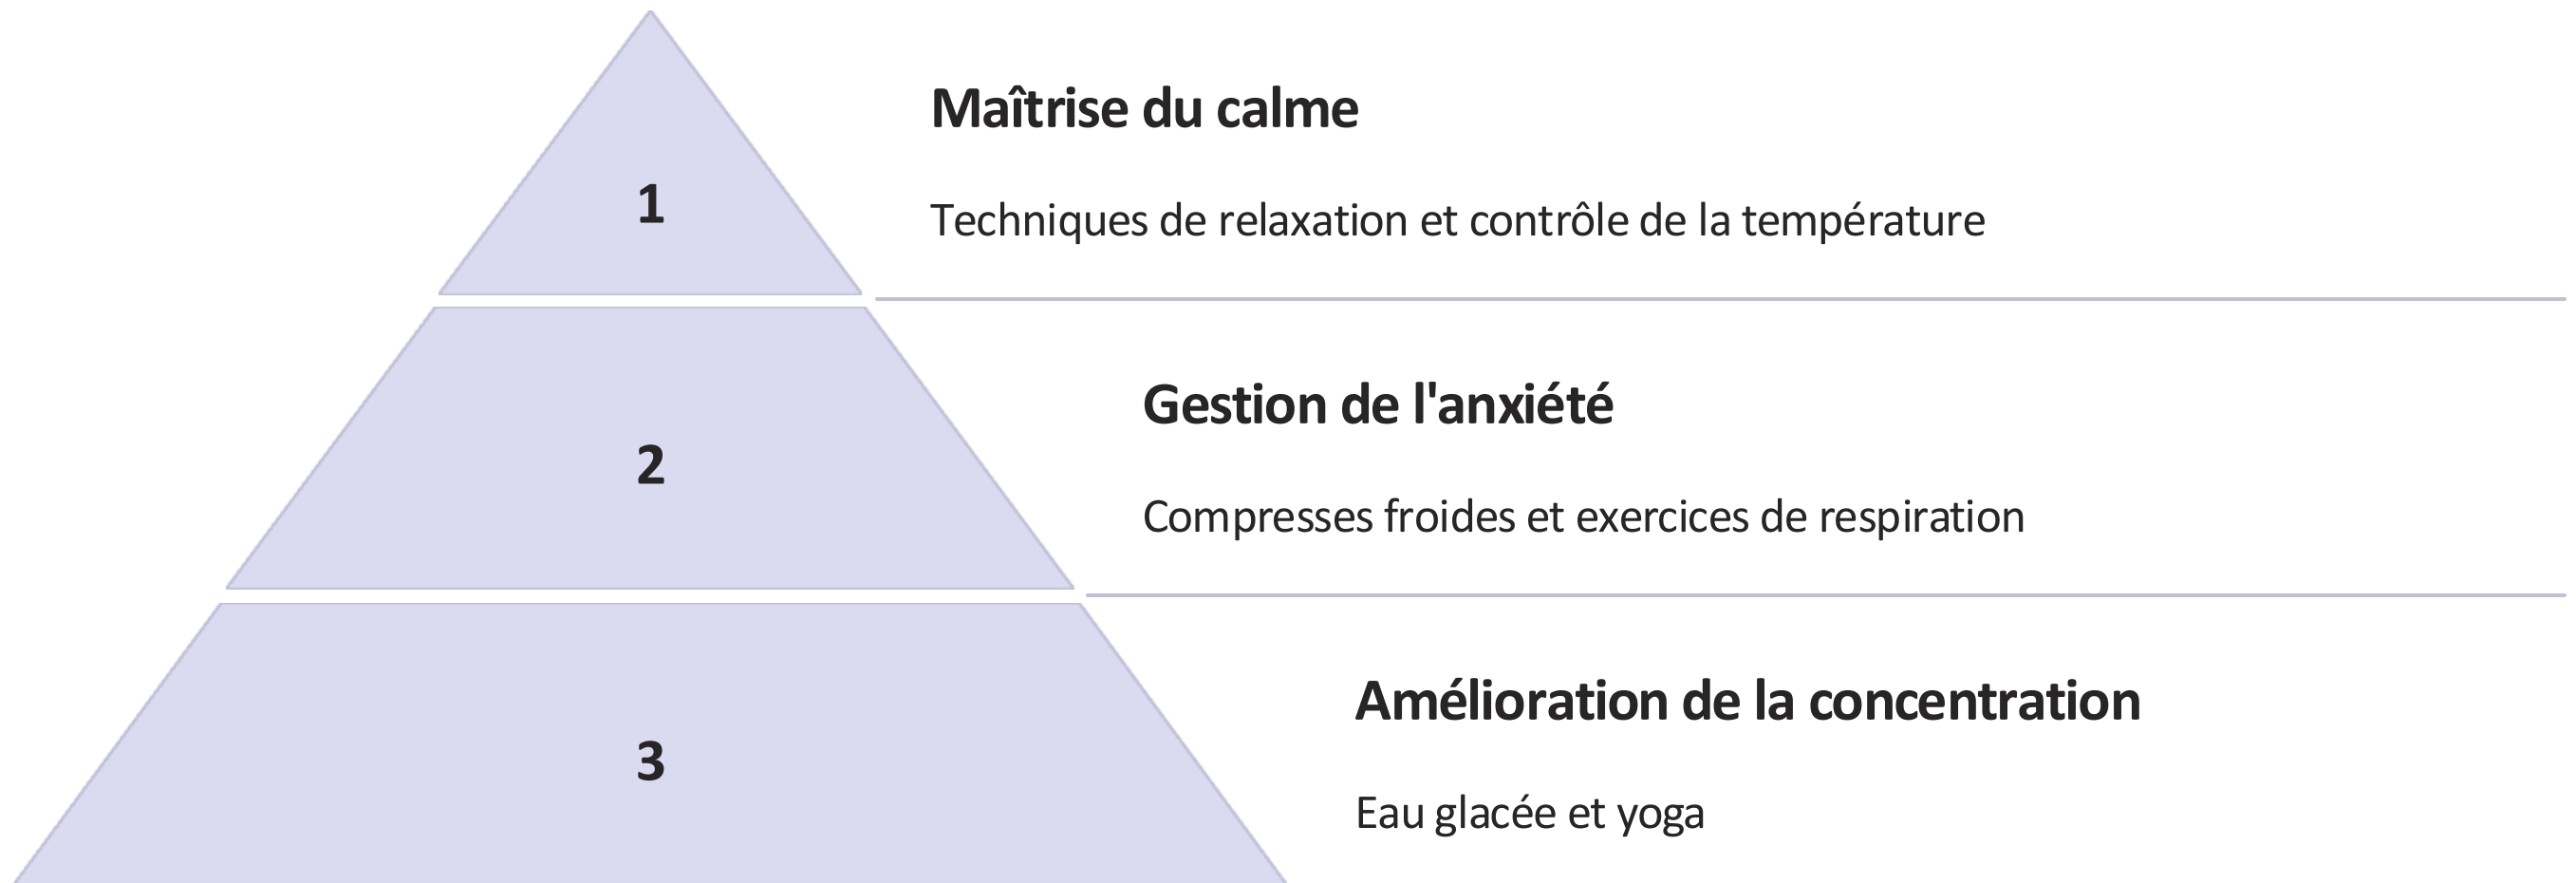 1
Maîtrise du calme
Techniques de relaxation et contrôle de la température
2
Gestion de l'anxiété
Compresses froides et exercices de respiration
3
Amélioration de la concentration
Eau glacée et yoga